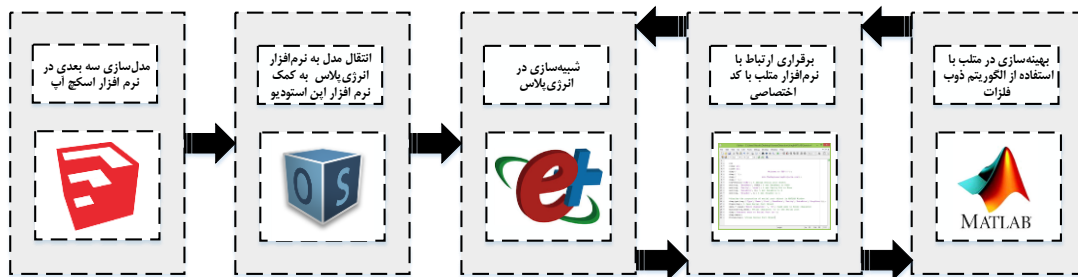 مدل‌سازی سه بعدی در
نرم افزار اسکچ آپ
انتقال مدل به نرم‌افزار
انرژی‌پلاس به کمک
نرم افزار اپن استودیو
شبیه‌سازی در
انرژی‌پلاس
برقراری ارتباط با
نرم‌افزار متلب با کد
اختصاصی
بهینه‌سازی در متلب با
استفاده از الگوریتم ذوب
فلزات
OS
e+
MATLAB